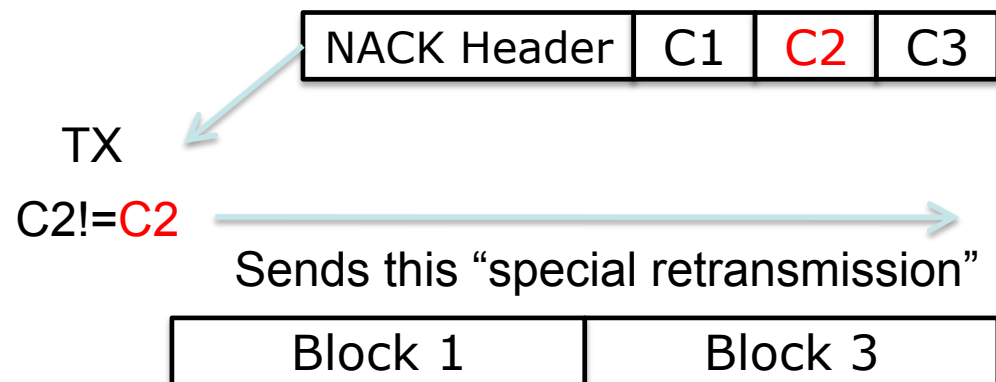 NACK Header C1 C2 C3
TX
C2!=C2
Sends this “special retransmission”
Block 1 Block 3